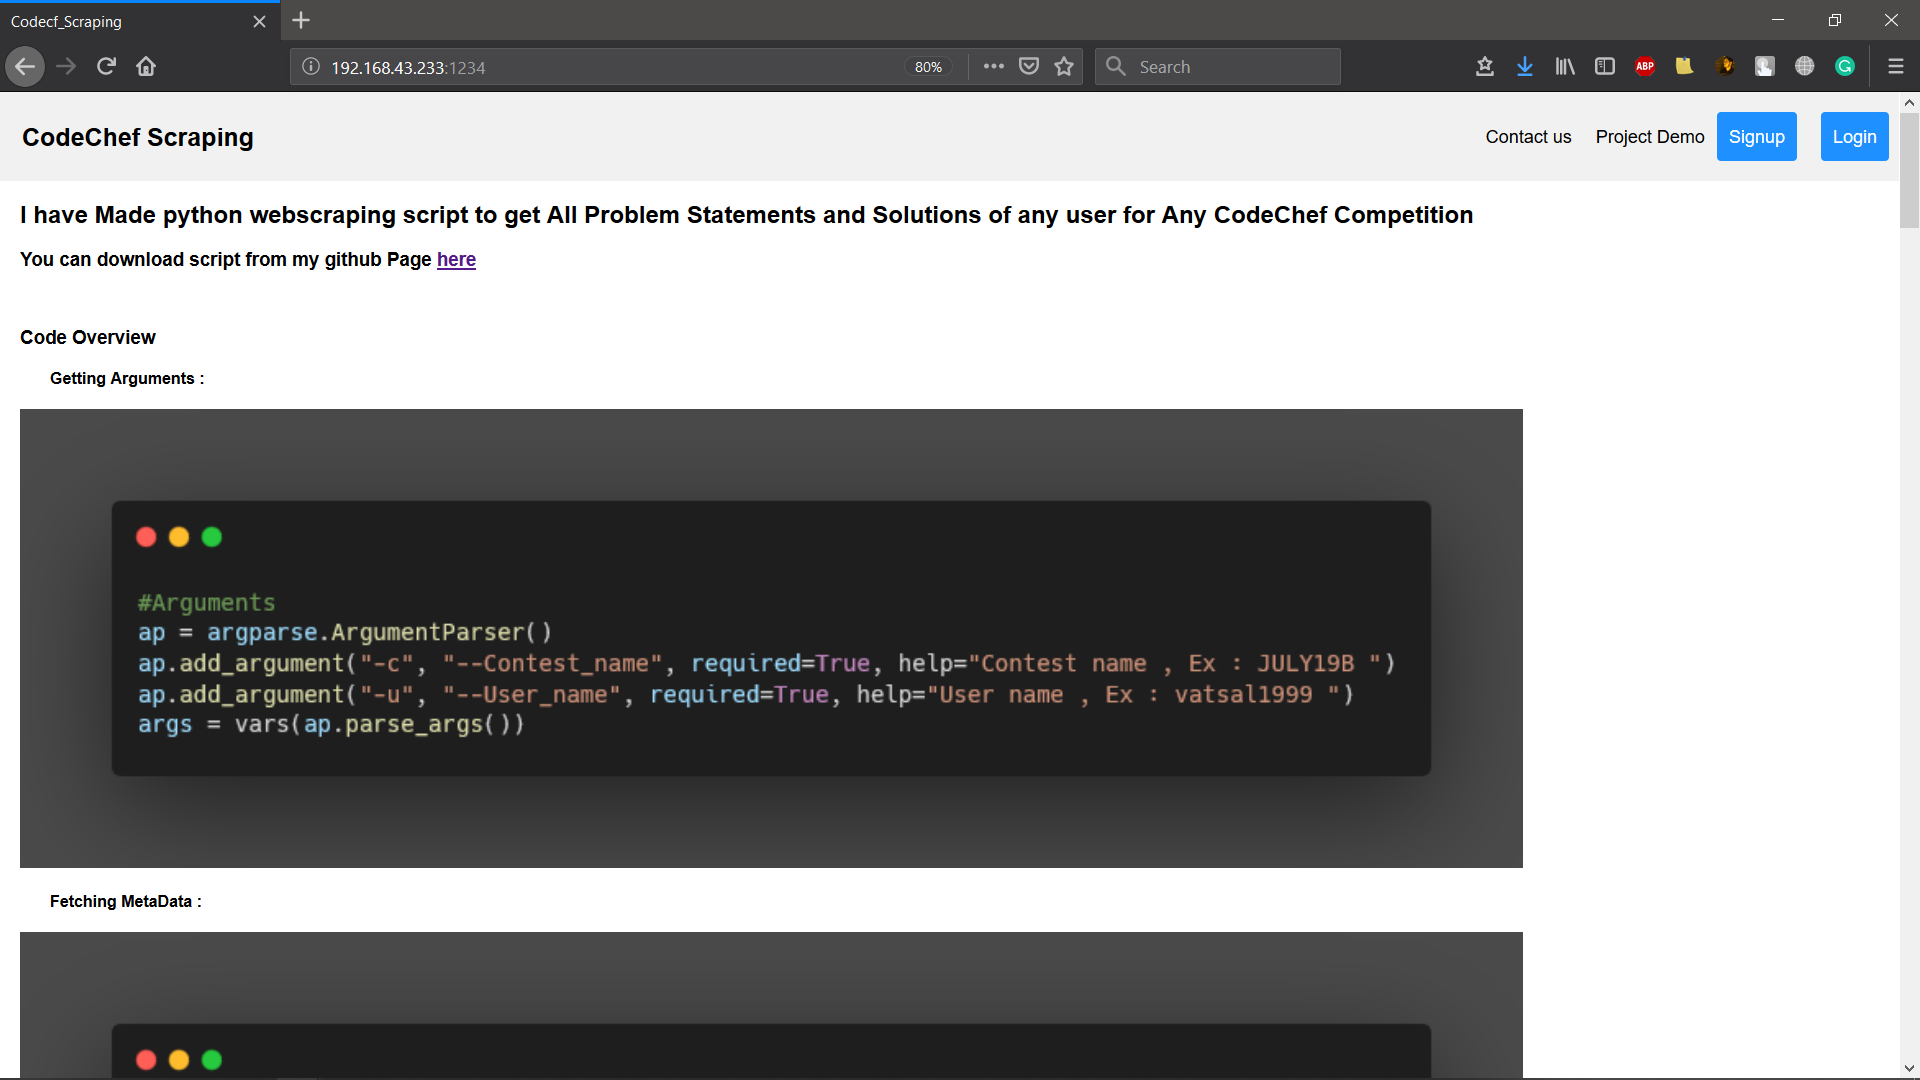 Codecf_Scraping
192.168.43.233:1234
80%
Search
ABP
CodeChef Scraping
Contact us Project Demo Signup Login
I have Made python webscraping script to get All Problem Statements and Solutions of any user for Any CodeChef Competition
You can download script from my github Page here
Code Overview
Getting Arguments :
#Arguments
ap = argparse.ArgumentParser()
ap.add_argument("-c", "--Contest_name", required=True, help="Contest name , Ex : JULY19B ")
ap.add_argument("-u", "--User_name", required=True, help="User name , Ex : vatsal1999 ")
args = vars(ap.parse_args())
Fetching MetaData :